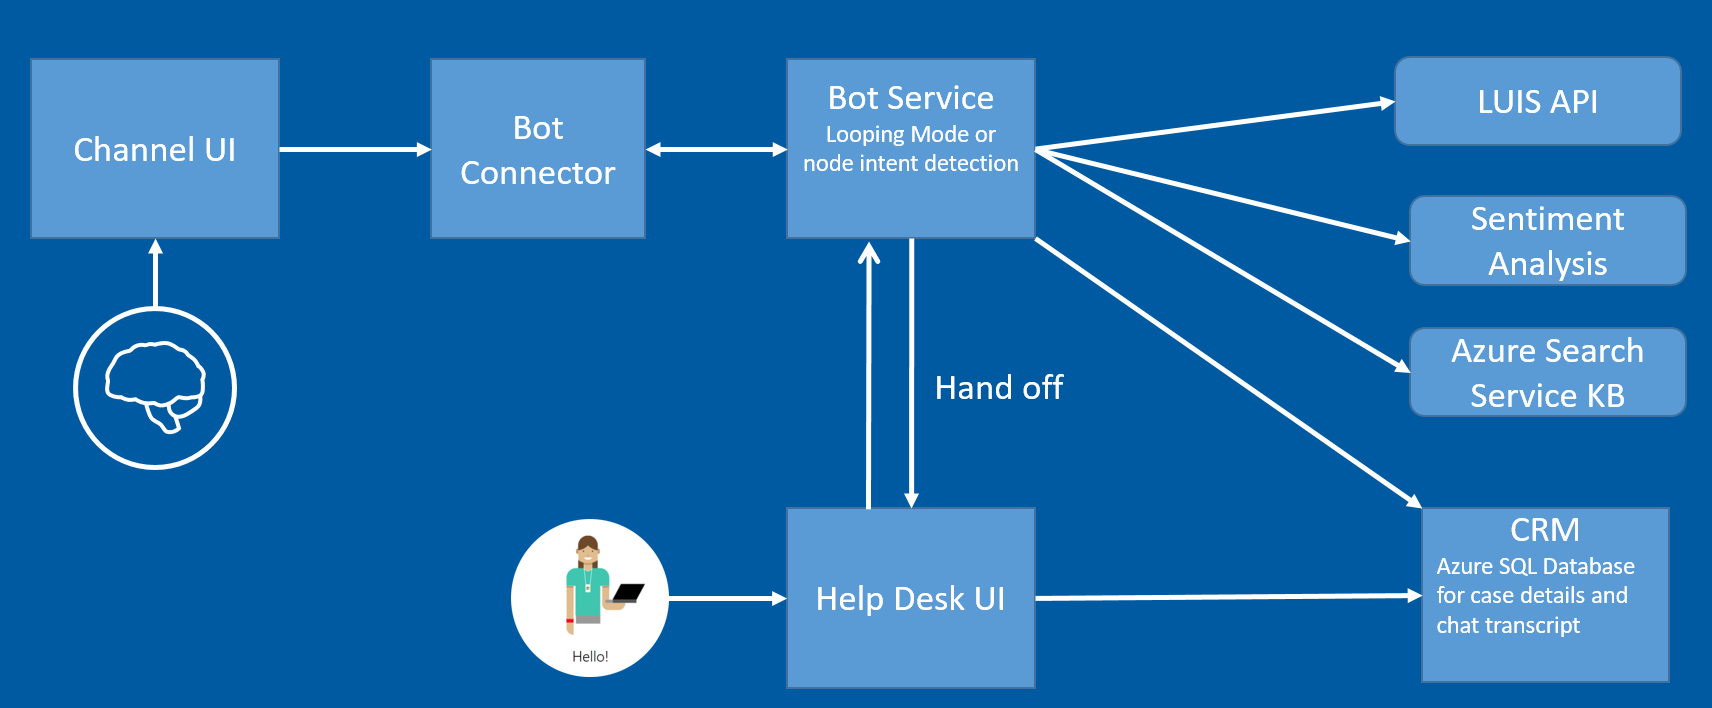 Channel UI
Bot
Connector
Bot Service
Looping Mode or
node intent detection
LUIS API
Sentiment
Analysis
Azure Search
Service KB
Hand off
Hello!
Help Desk UI
CRM
Azure SQL Database
for case details and
chat transcript